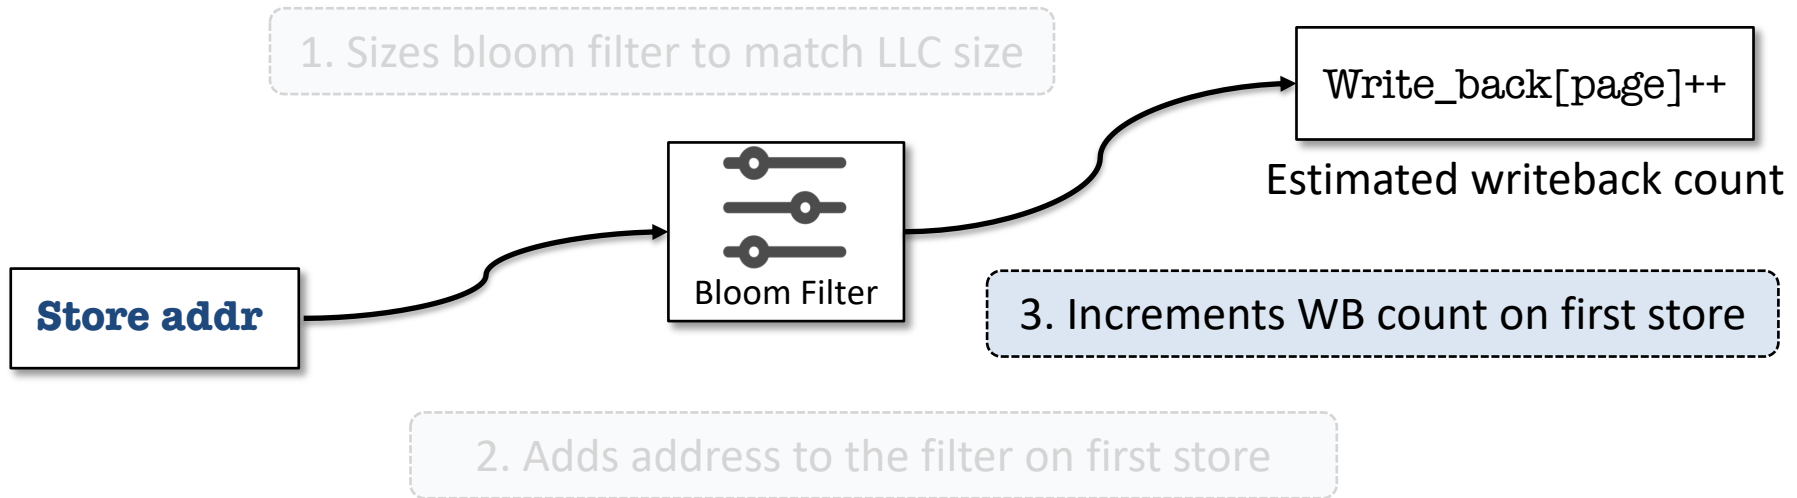 1. Sizes bloom filter to match LLC size
Write_back[page]++
Estimated writeback count
Bloom Filter
Store addr
3. Increments WB count on first store
2. Adds address to the filter on first store